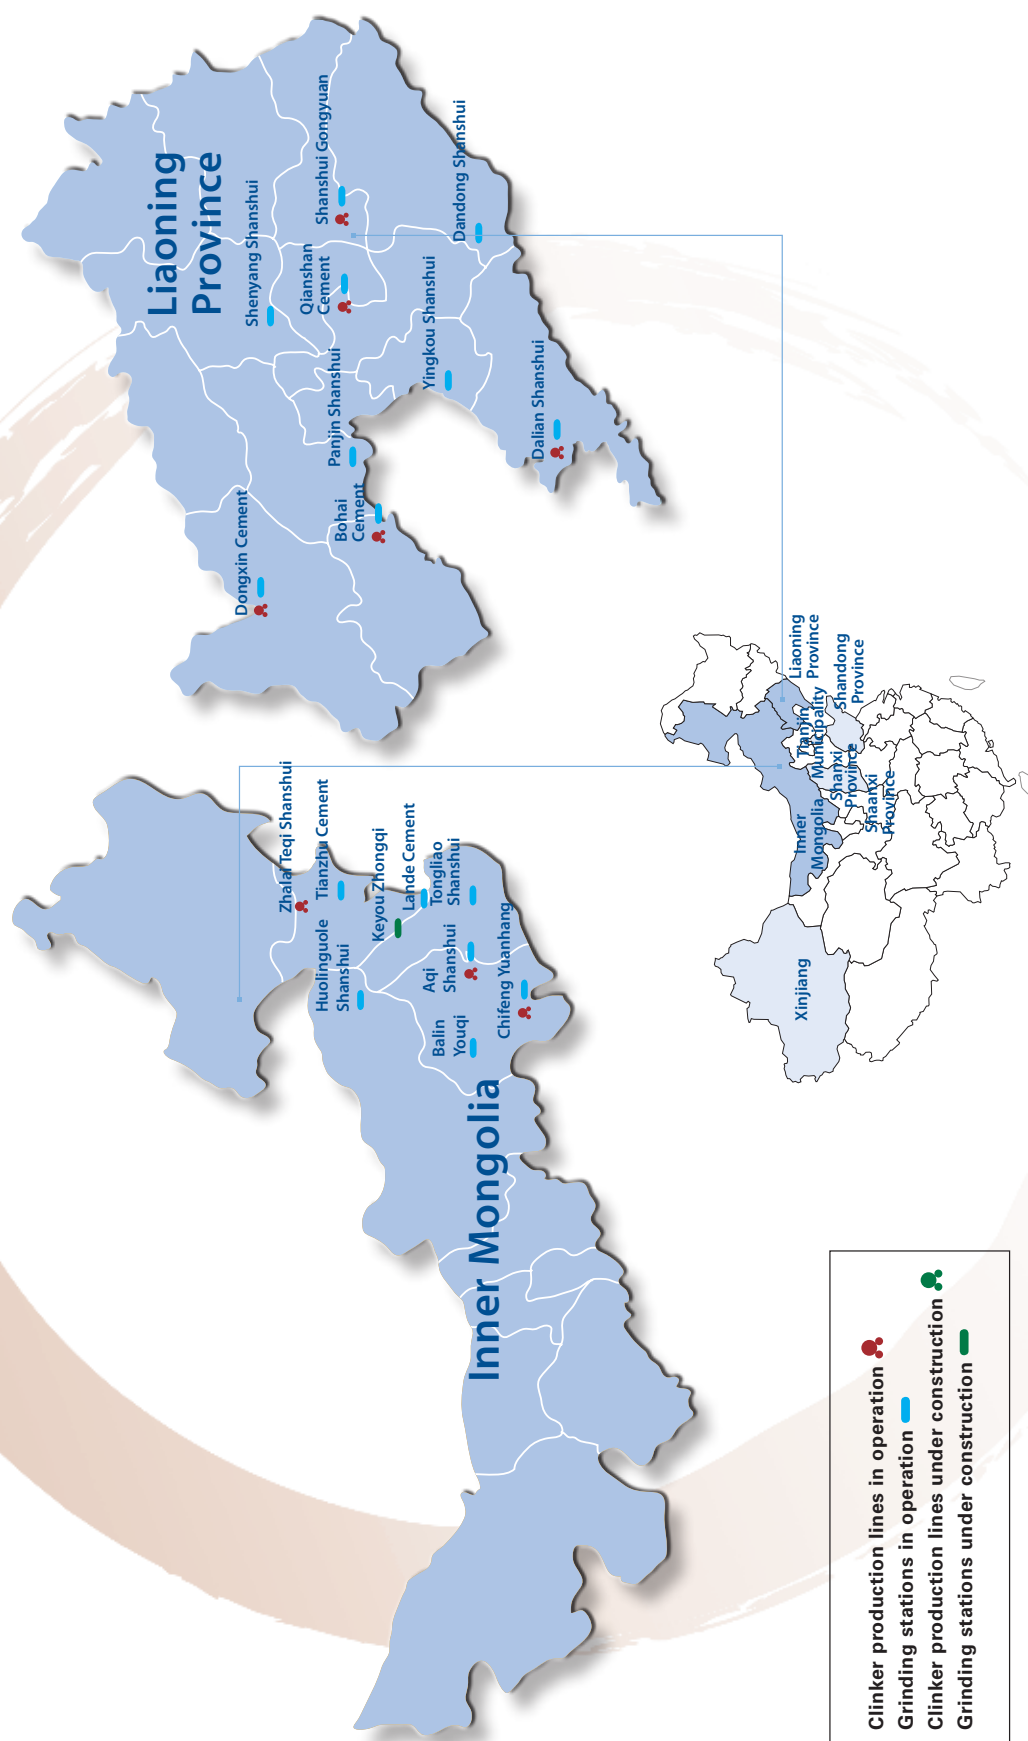 Inner Mongolia
Zhalai Teqi Shanshui
Tianzhu Cement
Huolinguole
Shanshui
Keyou Zhongqi
Lande Cement
Tongliao
Shanshui
Aqi
Shanshui
Balin
Youqi
Chifeng Yuanhang
Liaoning
Province
Shenyang Shanshui
Shanshui Gongyuan
Qianshan
Cement
Dandong Shanshui
Yingkou Shanshui
Panjin Shanshui
Dalian Shanshui
Bohai
Cement
Dongxin Cement
Xinjiang
Inner
Mongolia
Tianjin
Municipality
Liaoning
Province
Shandong
Province
Shanxi
Province
Shaanxi
Province
Clinker production lines in operation
Grinding stations in operation
Clinker production lines under construction
Grinding stations under construction